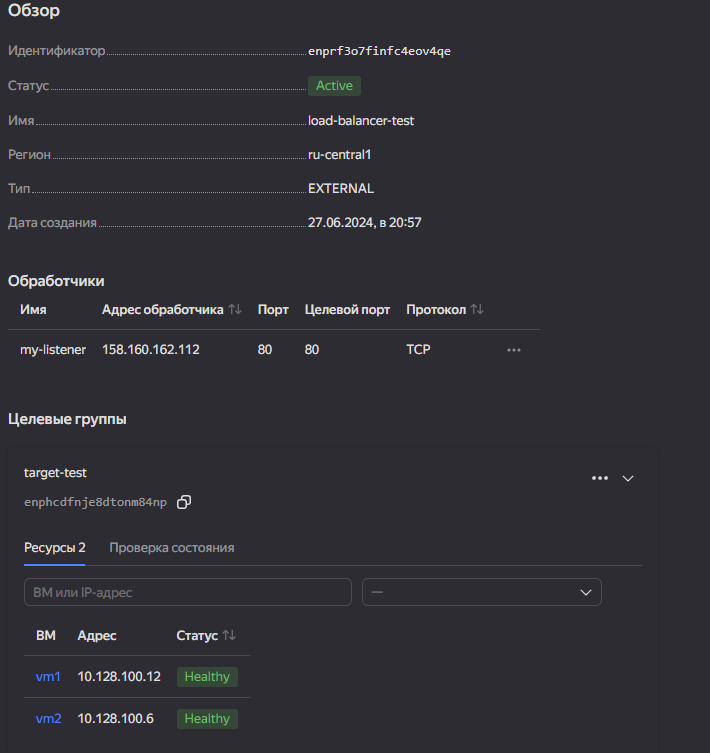 Обзор
Идентификатор enprf3o7finfc4eov4qe
Статус Active
Имя load-balancer-test
Регион ru-central1
Тип EXTERNAL
Дата создания 27.06.2024, в 20:57
Обработчики
Имя Адрес обработчика Порт Целевой порт Протокол
my-listener 158.160.162.112 80 80 TCP
Целевые группы
target-test
enphcdfnje8dtonm84np
Ресурсы 2 Проверка состояния
ВМ или IP-адрес —
ВМ Адрес Статус
vm1 10.128.100.12 Healthy
vm2 10.128.100.6 Healthy